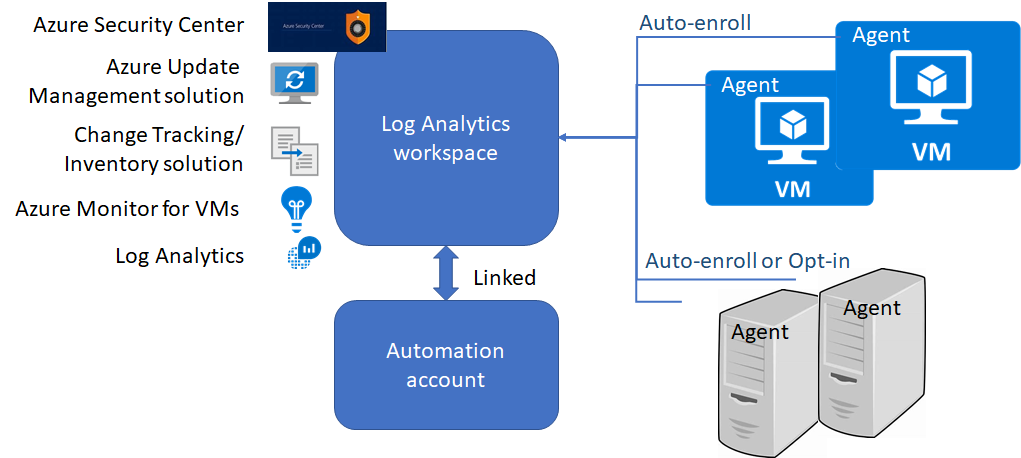 Azure Security Center
Azure Security Center
Azure Update
Management solution
Change Tracking/
Inventory solution
Azure Monitor for VMs
Log Analytics
Log Analytics
workspace
Linked
Automation
account
Auto-enroll
Agent
VM
Agent
VM
Auto-enroll or Opt-in
Agent
Agent